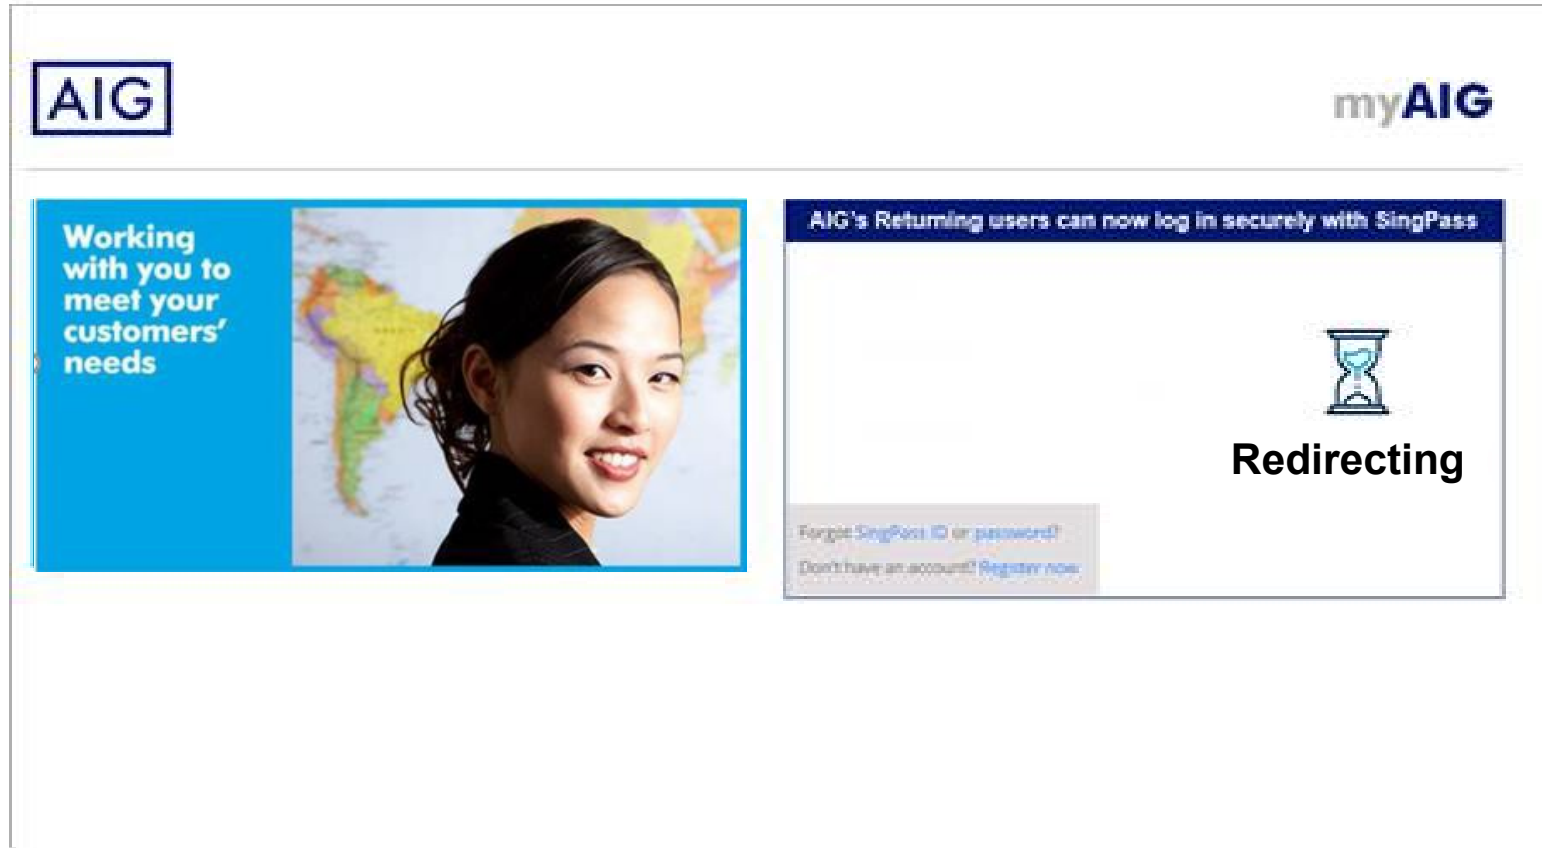 AIG
myAIG
Working
with you to
meet your
customers'
needs
AIG's Returning users can now log in securely with SingPass
Redirecting
Forgot SingPass ID or password?
Don't have an account? Register now